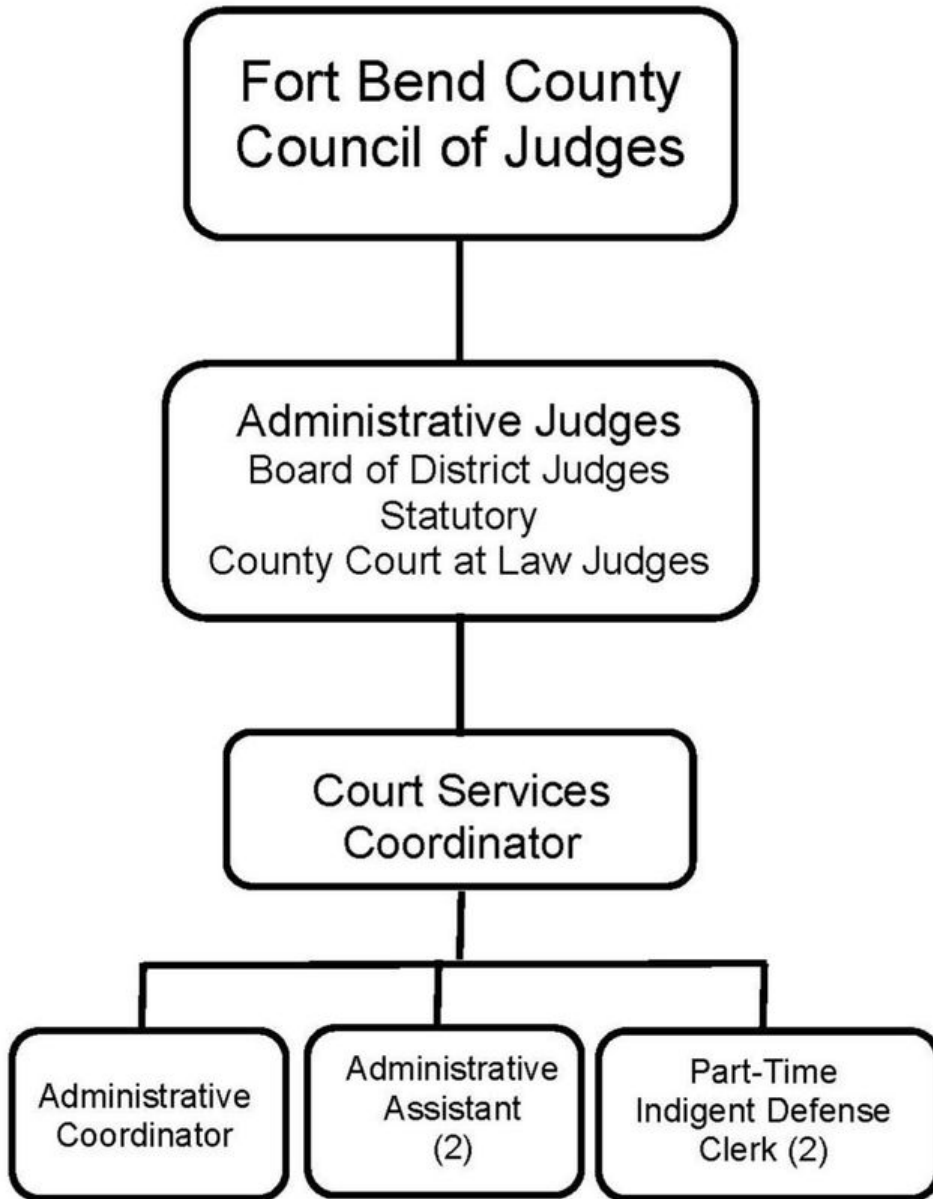 Fort Bend County
Council of Judges
Administrative Judges
Board of District Judges
Statutory
County Court at Law Judges
Court Services
Coordinator
Administrative
Coordinator
Administrative
Assistant
(2)
Part-Time
Indigent Defense
Clerk (2)